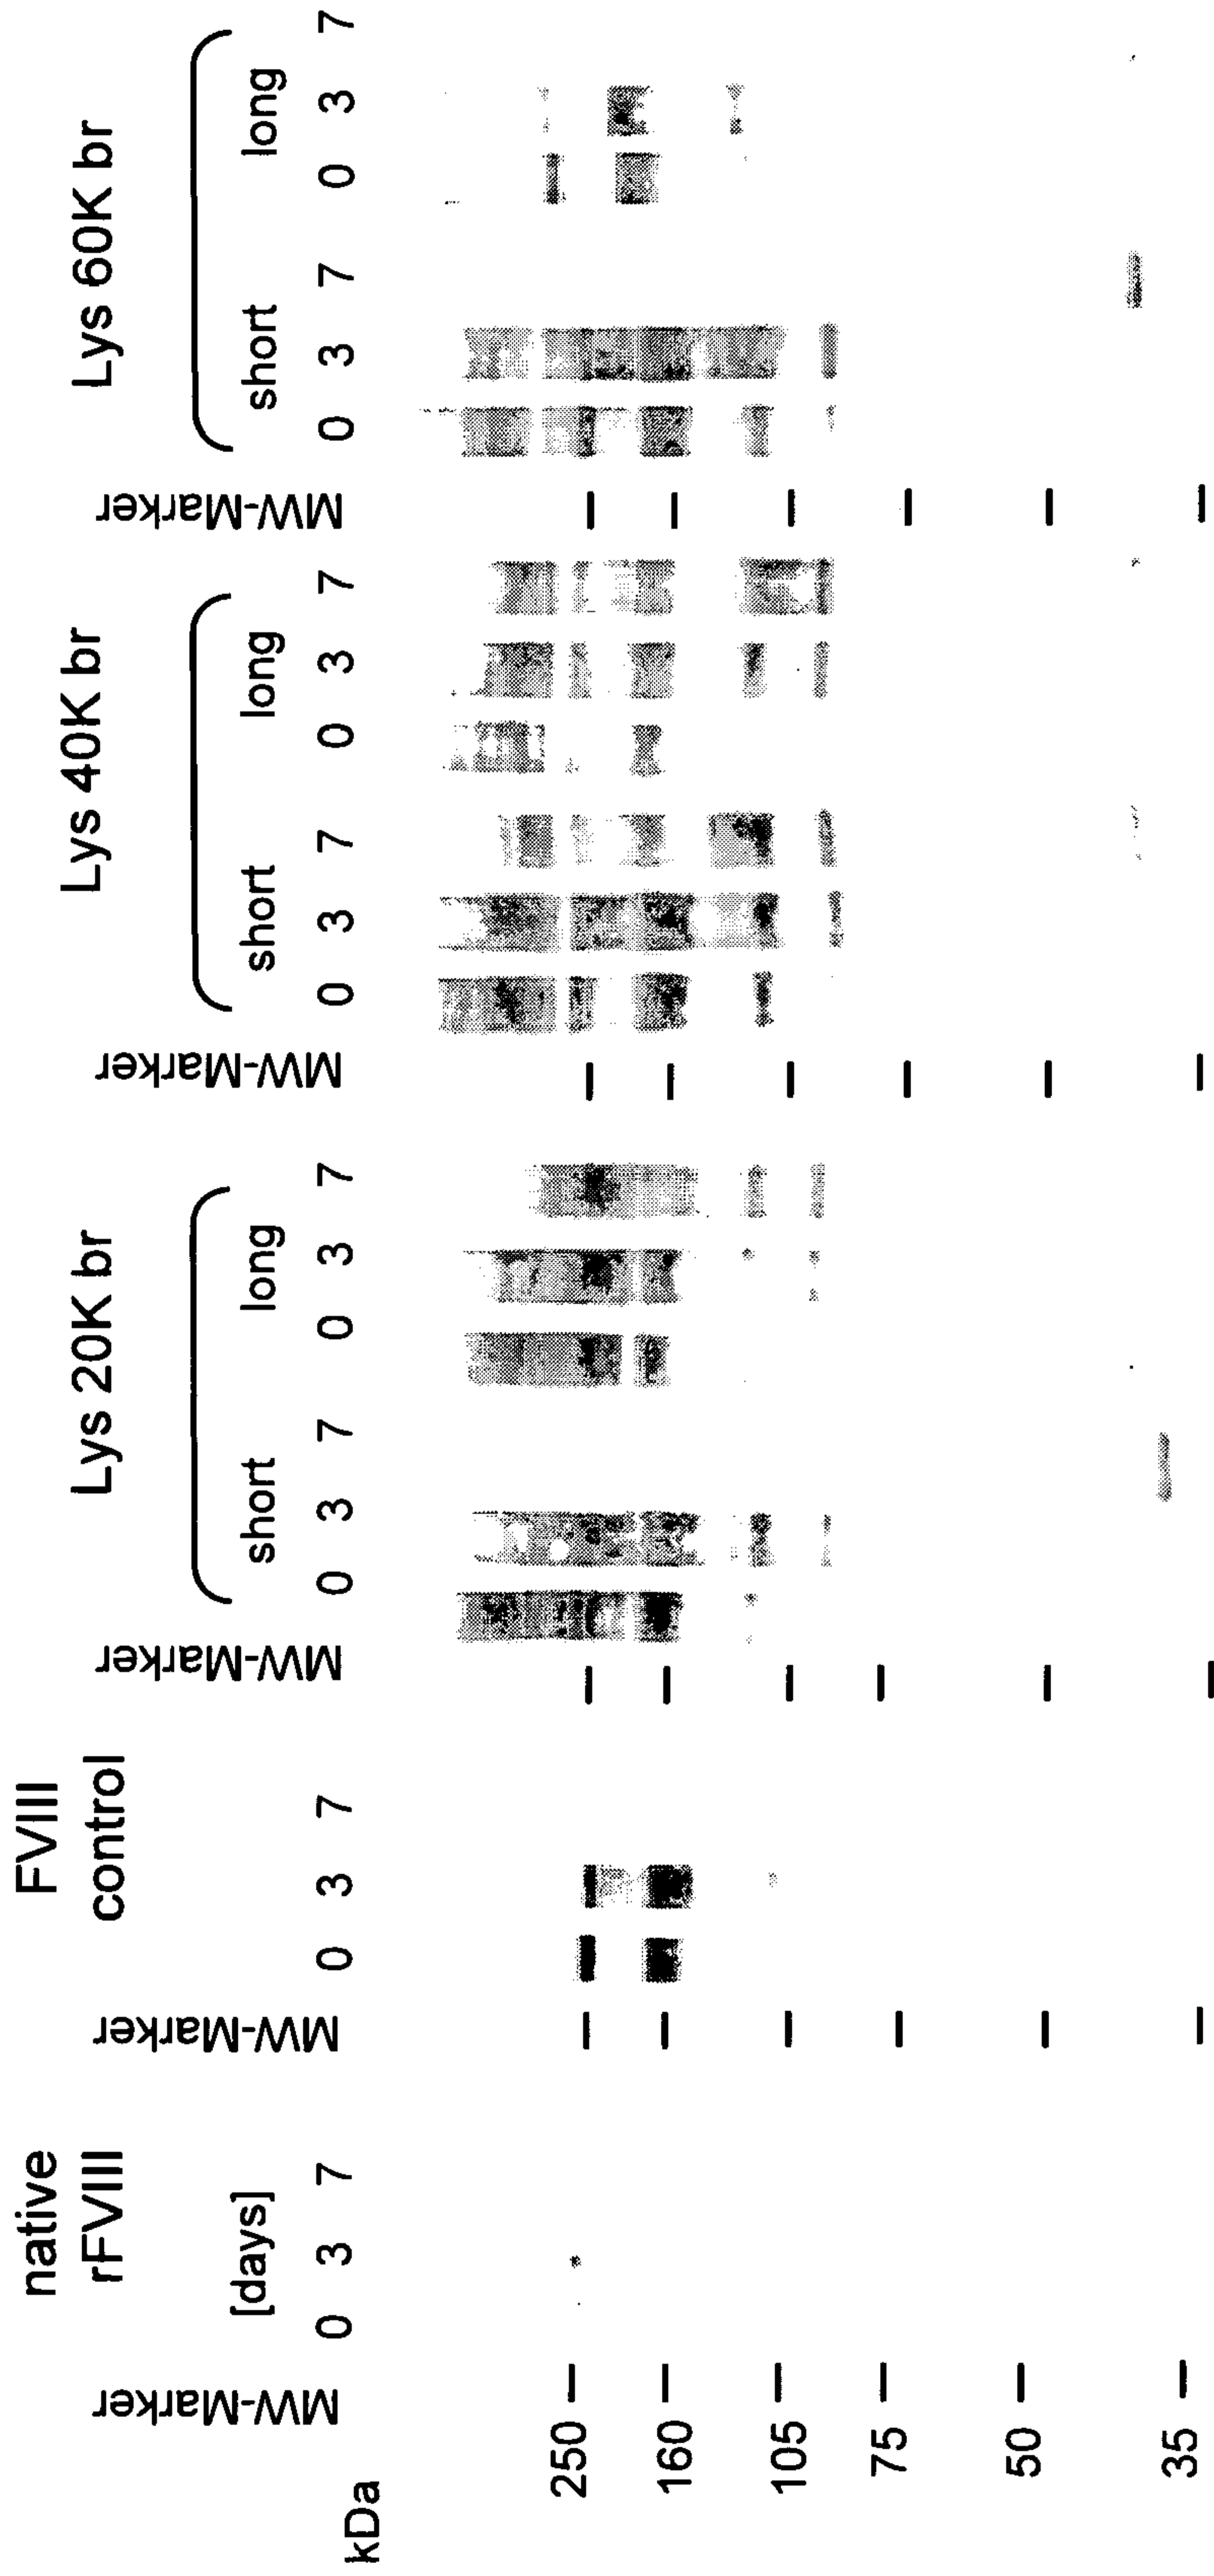 native
rFVIII
FVIII
control
Lys 20K br
Lys 40K br
Lys 60K br
[days]
short
long
short
long
short
long
kDa
MW-Marker
0 3 7
MW-Marker
0 3 7
MW-Marker
0 3 7
0 3 7
MW-Marker
0 3 7
0 3 7
MW-Marker
0 3 7
0 3 7
250
160
105
75
50
35